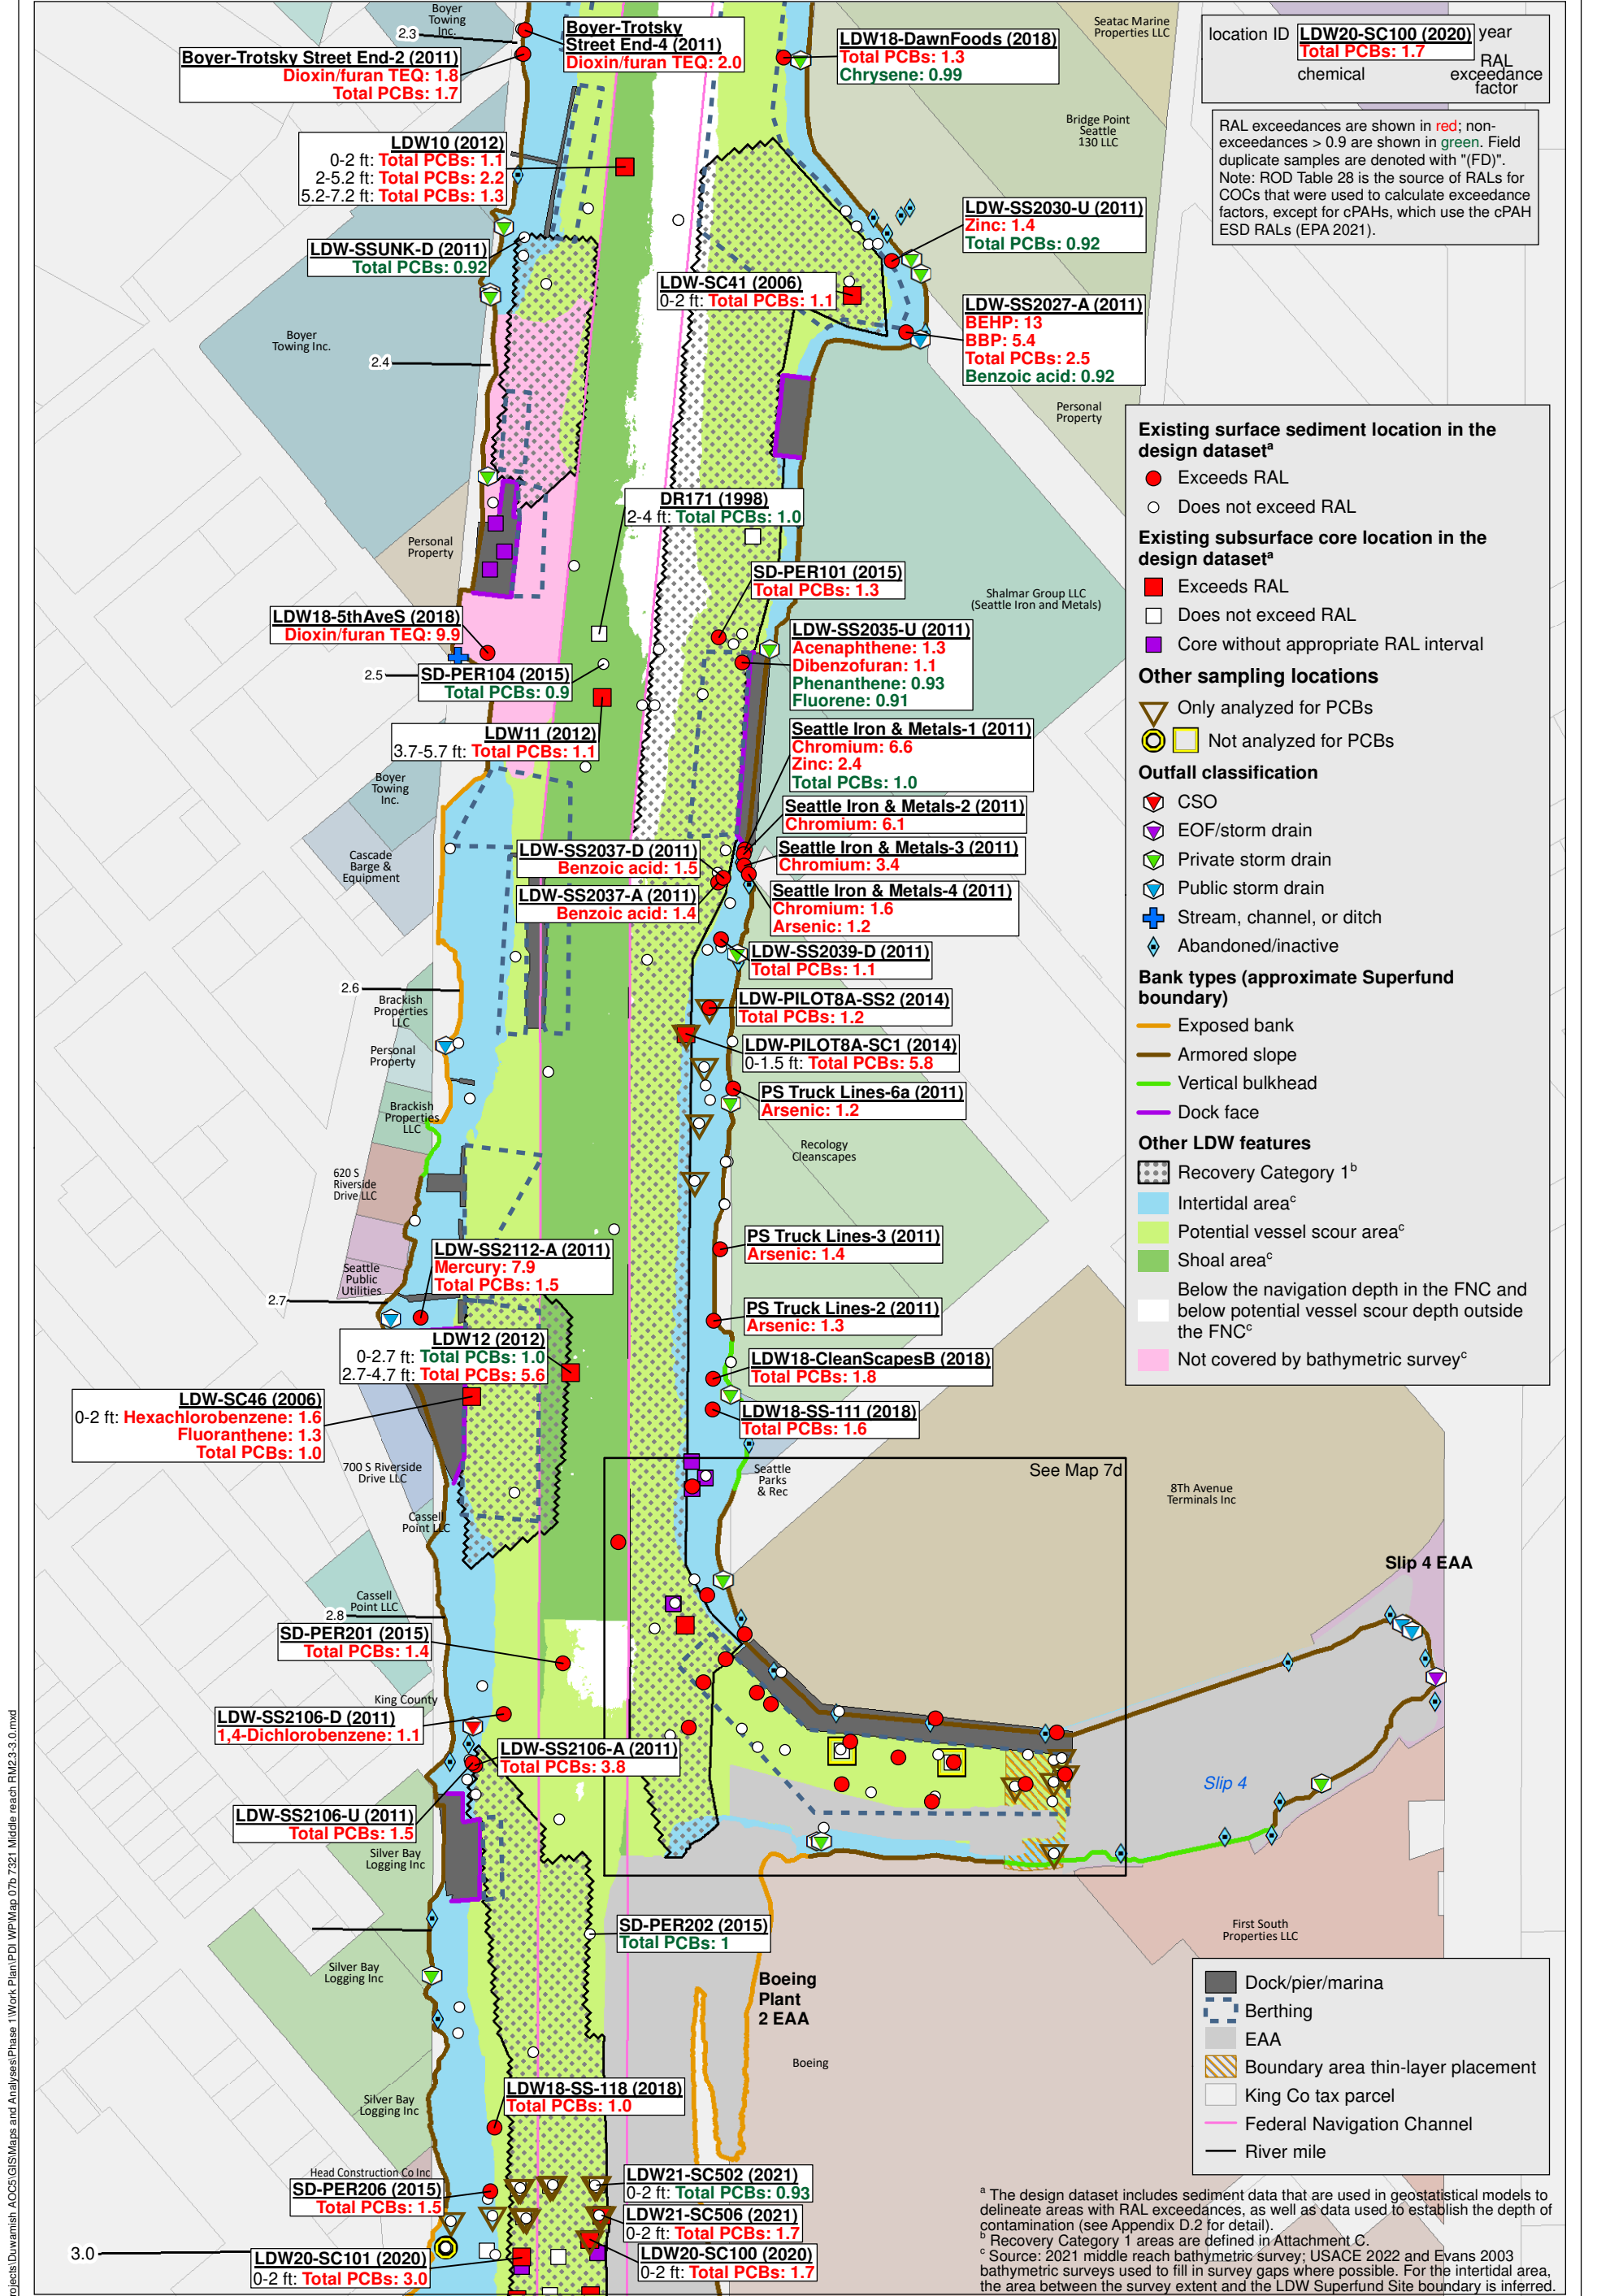 Boyer
Towing
Inc.
2.3
Boyer-Trotsky
Street End-4 (2011)
Dioxin/furan TEQ: 2.0
Boyer-Trotsky Street End-2 (2011)
Dioxin/furan TEQ: 1.8
Total PCBs: 1.7
LDW18-DawnFoods (2018)
Total PCBs: 1.3
Chrysene: 0.99
Seatac Marine
Properties LLC
location ID
LDW20-SC100 (2020)
year
Total PCBs: 1.7
chemical
RAL
exceedance
factor
RAL exceedances are shown in red; non-
exceedances > 0.9 are shown in green. Field
duplicate samples are denoted with "(FD)".
Note: ROD Table 28 is the source of RALs for
COCs that were used to calculate exceedance
factors, except for cPAHs, which use the cPAH
ESD RALs (EPA 2021).
Bridge Point
Seattle
130 LLC
LDW10 (2012)
0-2 ft: Total PCBs: 1.1
2-5.2 ft: Total PCBs: 2.2
5.2-7.2 ft: Total PCBs: 1.3
LDW-SSUNK-D (2011)
Total PCBs: 0.92
LDW-SS2030-U (2011)
Zinc: 1.4
Total PCBs: 0.92
LDW-SC41 (2006)
0-2 ft: Total PCBs: 1.1
LDW-SS2027-A (2011)
BEHP: 13
BBP: 5.4
Total PCBs: 2.5
Benzoic acid: 0.92
Boyer
Towing Inc.
2.4
Personal
Property
Personal
Property
DR171 (1998)
2-4 ft: Total PCBs: 1.0
SD-PER101 (2015)
Total PCBs: 1.3
Shalmar Group LLC
(Seattle Iron and Metals)
LDW18-5thAveS (2018)
Dioxin/furan TEQ: 9.9
LDW-SS2035-U (2011)
Acenaphthene: 1.3
Dibenzofuran: 1.1
Phenanthene: 0.93
Fluorene: 0.91
2.5
SD-PER104 (2015)
Total PCBs: 0.9
LDW11 (2012)
3.7-5.7 ft: Total PCBs: 1.1
Seattle Iron & Metals-1 (2011)
Chromium: 6.6
Zinc: 2.4
Total PCBs: 1.0
Boyer
Towing
Inc.
Seattle Iron & Metals-2 (2011)
Chromium: 6.1
Cascade
Barge &
Equipment
LDW-SS2037-D (2011)
Benzoic acid: 1.5
Seattle Iron & Metals-3 (2011)
Chromium: 3.4
LDW-SS2037-A (2011)
Benzoic acid: 1.4
Seattle Iron & Metals-4 (2011)
Chromium: 1.6
Arsenic: 1.2
LDW-SS2039-D (2011)
Total PCBs: 1.1
2.6
Brackish
Properties
LLC
LDW-PILOT8A-SS2 (2014)
Total PCBs: 1.2
Personal
Property
LDW-PILOT8A-SC1 (2014)
0-1.5 ft: Total PCBs: 5.8
PS Truck Lines-6a (2011)
Arsenic: 1.2
Brackish
Properties
LLC
Recology
Cleanscapes
620 S
Riverside
Drive LLC
PS Truck Lines-3 (2011)
Arsenic: 1.4
LDW-SS2112-A (2011)
Mercury: 7.9
Total PCBs: 1.5
Seattle
Public
Utilities
2.7
PS Truck Lines-2 (2011)
Arsenic: 1.3
LDW12 (2012)
0-2.7 ft: Total PCBs: 1.0
2.7-4.7 ft: Total PCBs: 5.6
LDW18-CleanScapesB (2018)
Total PCBs: 1.8
LDW-SC46 (2006)
0-2 ft: Hexachlorobenzene: 1.6
Fluoranthene: 1.3
Total PCBs: 1.0
LDW18-SS-111 (2018)
Total PCBs: 1.6
700 S Riverside
Drive LLC
Seattle
Parks
& Rec
See Map 7d
8Th Avenue
Terminals Inc
Cassell
Point LLC
Slip 4 EAA
Cassell
Point LLC
2.8
SD-PER201 (2015)
Total PCBs: 1.4
King County
LDW-SS2106-D (2011)
1,4-Dichlorobenzene: 1.1
LDW-SS2106-A (2011)
Total PCBs: 3.8
Slip 4
LDW-SS2106-U (2011)
Total PCBs: 1.5
Silver Bay
Logging Inc
SD-PER202 (2015)
Total PCBs: 1
First South
Properties LLC
Silver Bay
Logging Inc
Boeing
Plant
2 EAA
Boeing
Silver Bay
Logging Inc
LDW18-SS-118 (2018)
Total PCBs: 1.0
Head Construction Co Inc
SD-PER206 (2015)
Total PCBs: 1.5
LDW21-SC502 (2021)
0-2 ft: Total PCBs: 0.93
LDW21-SC506 (2021)
0-2 ft: Total PCBs: 1.7
3.0
LDW20-SC101 (2020)
0-2 ft: Total PCBs: 3.0
LDW20-SC100 (2020)
0-2 ft: Total PCBs: 1.7
Existing surface sediment location in the
design dataset^a
Exceeds RAL
Does not exceed RAL
Existing subsurface core location in the
design dataset^a
Exceeds RAL
Does not exceed RAL
Core without appropriate RAL interval
Other sampling locations
Only analyzed for PCBs
Not analyzed for PCBs
Outfall classification
CSO
EOF/storm drain
Private storm drain
Public storm drain
Stream, channel, or ditch
Abandoned/inactive
Bank types (approximate Superfund
boundary)
Exposed bank
Armored slope
Vertical bulkhead
Dock face
Other LDW features
Recovery Category 1^b
Intertidal area^c
Potential vessel scour area^c
Shoal area^c
Below the navigation depth in the FNC and
below potential vessel scour depth outside
the FNC^c
Not covered by bathymetric survey^c
Dock/pier/marina
Berthing
EAA
Boundary area thin-layer placement
King Co tax parcel
Federal Navigation Channel
River mile
^a The design dataset includes sediment data that are used in geostatistical models to
delineate areas with RAL exceedances, as well as data used to establish the depth of
contamination (see Appendix D.2 for detail).
^b Recovery Category 1 areas are defined in Attachment C.
^c Source: 2021 middle reach bathymetric survey; USACE 2022 and Evans 2003
bathymetric surveys used to fill in survey gaps where possible. For the intertidal area,
the area between the survey extent and the LDW Superfund Site boundary is inferred.
rojects\Duwamish AOC5\GIS\Maps and Analyses\Phase 1\Work Plan\PDI WP\Map 07b 7321 Middle reach RM2.3-3.0.mxd